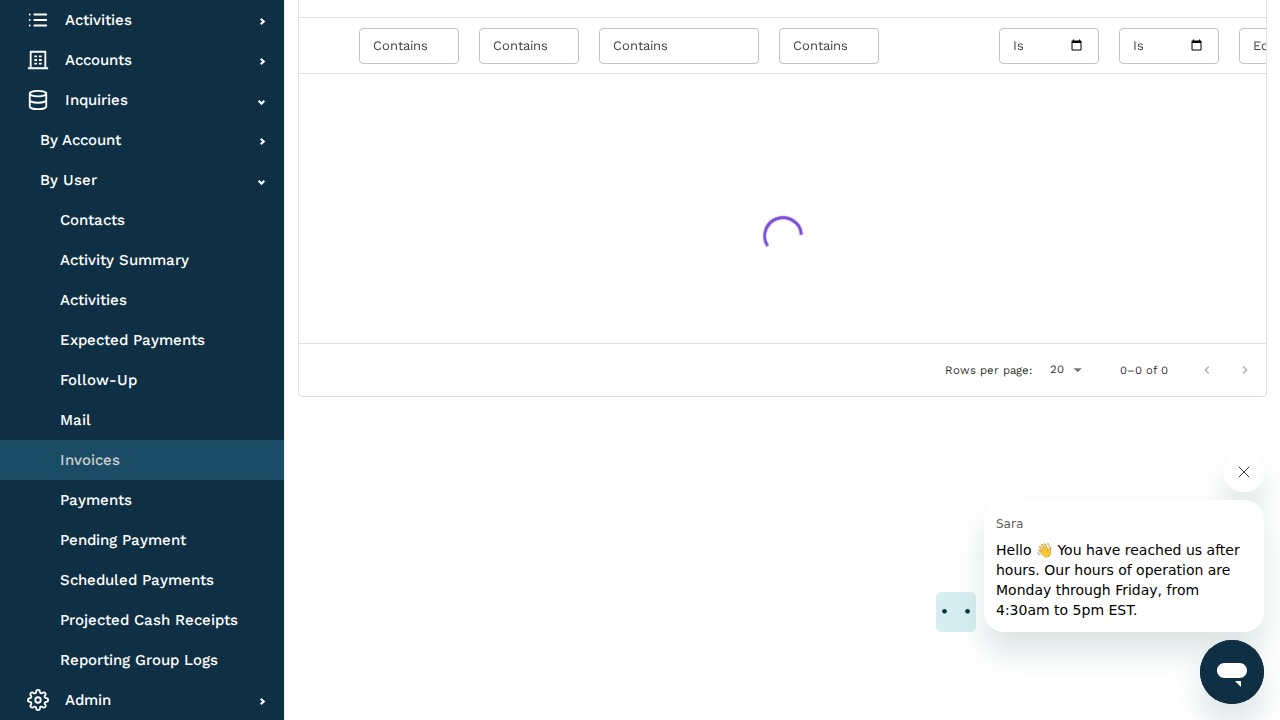 Activities
Accounts
Inquiries
By Account
By User
Contacts
Activity Summary
Activities
Expected Payments
Follow-Up
Mail
Invoices
Payments
Pending Payment
Scheduled Payments
Projected Cash Receipts
Reporting Group Logs
Admin
Contains Contains Contains Contains Is Is
Rows per page: 20 0–0 of 0
Sara
Hello 👋 You have reached us after
hours. Our hours of operation are
Monday through Friday, from
4:30am to 5pm EST.